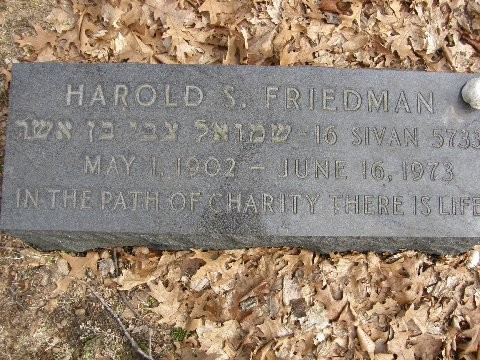 HAROLD S. FRIEDMAN
שמואל צבי בן אשר - 16 SIVAN 5733
MAY 1, 1902 - JUNE 16, 1973
IN THE PATH OF CHARITY THERE IS LIFE